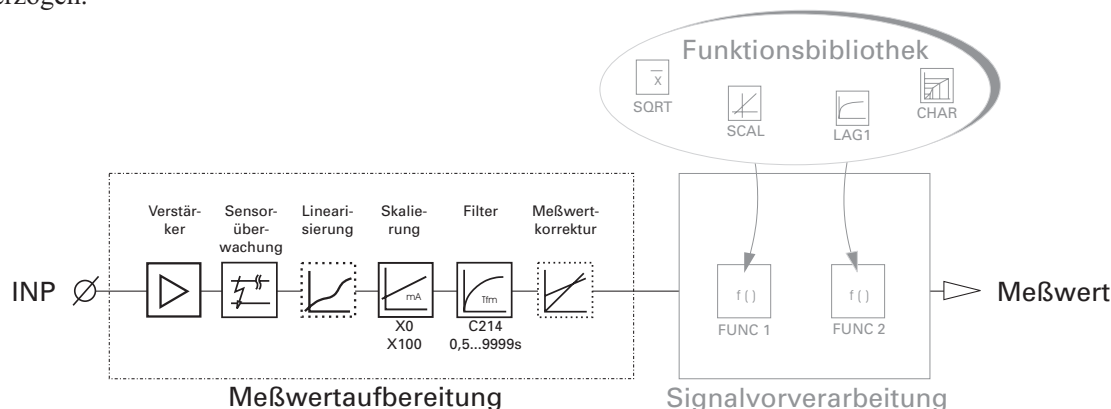 erzogen.
Funktionsbibliothek
x
SQRT
SCAL
LAG1
CHAR
Verstär-
ker
Sensor-
über-
wachung
Lineari-
sierung
Skalie-
rung
Filter
Meßwert-
korrektur
INP
mA
Tfm
X0
X100
C214
0,5...9999s
f ( )
FUNC 1
f ( )
FUNC 2
Meßwert
Meßwertaufbereitung
Signalvorverarbeitung